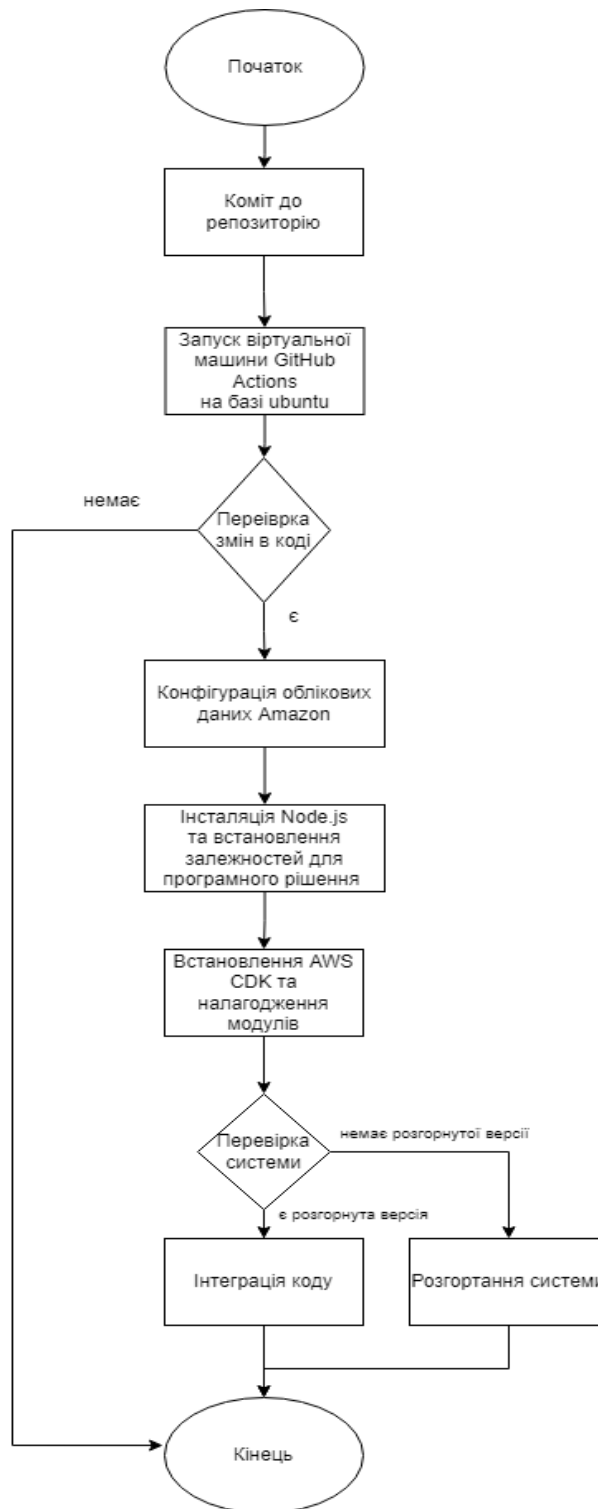 Початок
Коміт до
репозиторію
Запуск віртуальної
машини GitHub
Actions
на базі ubuntu
немає
Переіврка
змін в коді
є
Конфігурація облікових
даних Amazon
Інсталяція Node.js
та встановлення
залежностей для
програмного рішення
Встановлення AWS
CDK та
налагодження
модулів
немає розгорнутої версії
Перевірка
системи
є розгорнута версія
Інтеграція коду
Розгортання системи
Кінець